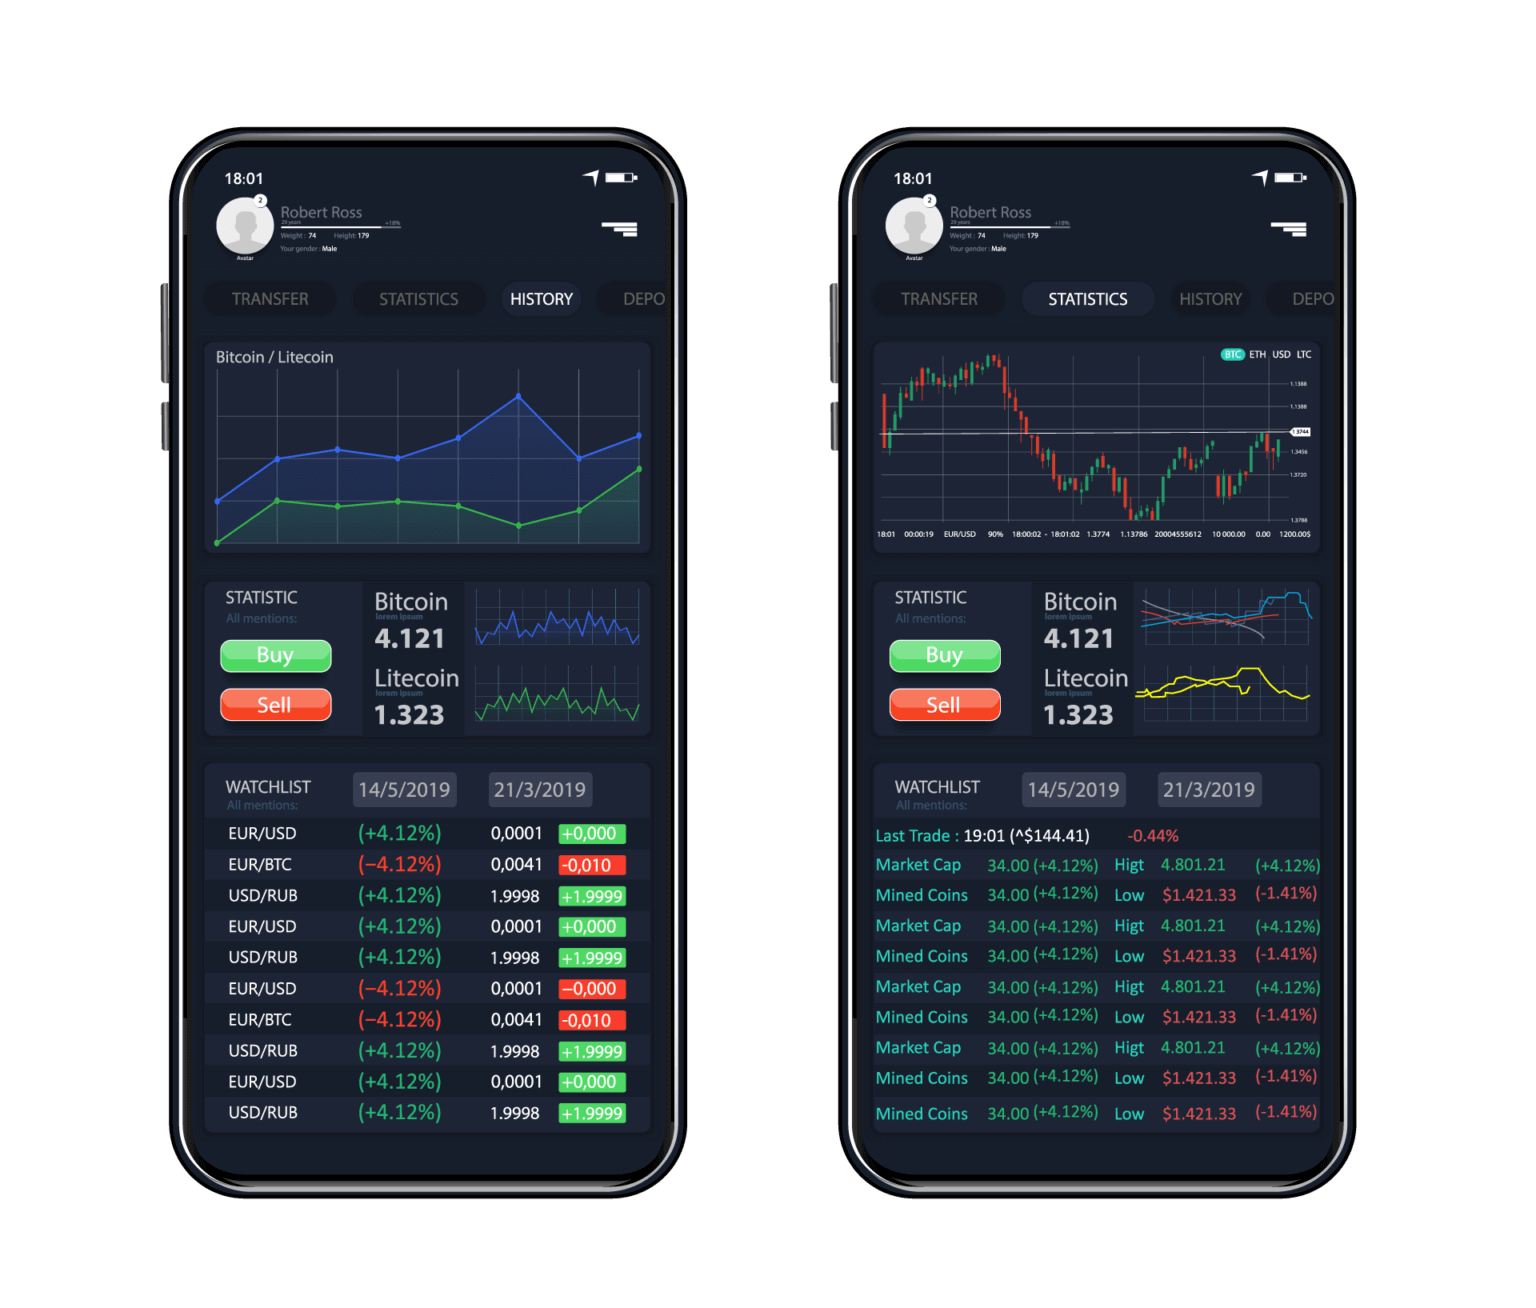 18:01
2
Robert Ross
29 years
+18%
Weight : 74 Height: 179
Your gender : Male
Avatar
TRANSFER STATISTICS HISTORY DEPO
Bitcoin / Litecoin
STATISTIC
All mentions:
Buy
Sell
Bitcoin
lorem ipsum
4.121
Litecoin
lorem ipsum
1.323
WATCHLIST 14/5/2019 21/3/2019
All mentions:
EUR/USD (+4.12%) 0,0001 +0,000
EUR/BTC (−4.12%) 0,0041 -0,010
USD/RUB (+4.12%) 1.9998 +1.9999
EUR/USD (+4.12%) 0,0001 +0,000
USD/RUB (+4.12%) 1.9998 +1.9999
EUR/USD (−4.12%) 0,0001 −0,000
EUR/BTC (−4.12%) 0,0041 -0,010
USD/RUB (+4.12%) 1.9998 +1.9999
EUR/USD (+4.12%) 0,0001 +0,000
USD/RUB (+4.12%) 1.9998 +1.9999
18:01
2
Robert Ross
29 years
+18%
Weight : 74 Height: 179
Your gender : Male
Avatar
TRANSFER STATISTICS HISTORY DEPO
BTC ETH USD LTC
1.1388
1.1388
1.3744
1.3456
1.3720
1.3788
18:01 00:00:19 EUR/USD 90% 18:00:02 - 18:01:02 1.3774 1.13786 20004555612 10 000.00 0.00 1200.00$
STATISTIC
All mentions:
Buy
Sell
Bitcoin
lorem ipsum
4.121
Litecoin
lorem ipsum
1.323
WATCHLIST 14/5/2019 21/3/2019
All mentions:
Last Trade : 19:01 (^$144.41) -0.44%
Market Cap 34.00 (+4.12%) Higt 4.801.21 (+4.12%)
Mined Coins 34.00 (+4.12%) Low $1.421.33 (-1.41%)
Market Cap 34.00 (+4.12%) Higt 4.801.21 (+4.12%)
Mined Coins 34.00 (+4.12%) Low $1.421.33 (-1.41%)
Market Cap 34.00 (+4.12%) Higt 4.801.21 (+4.12%)
Mined Coins 34.00 (+4.12%) Low $1.421.33 (-1.41%)
Market Cap 34.00 (+4.12%) Higt 4.801.21 (+4.12%)
Mined Coins 34.00 (+4.12%) Low $1.421.33 (-1.41%)
Mined Coins 34.00 (+4.12%) Low $1.421.33 (-1.41%)